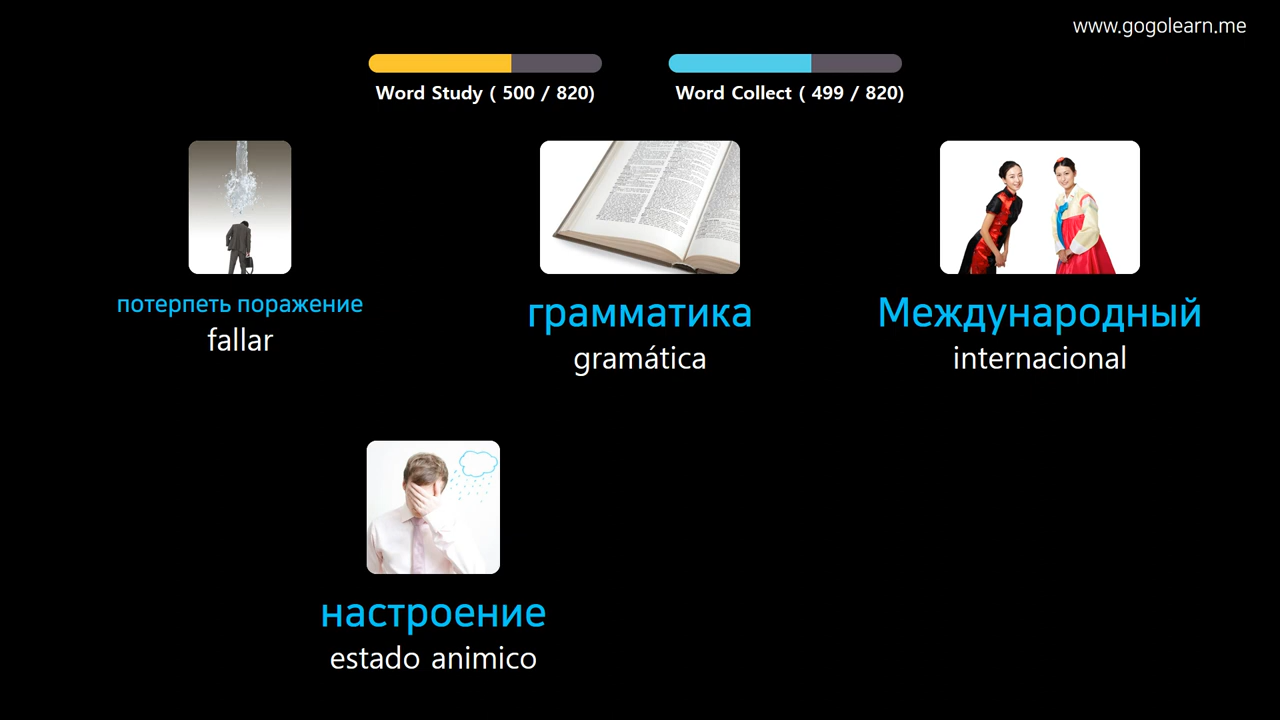 www.gogolearn.me
Word Study ( 500 / 820)
Word Collect ( 499 / 820)
потерпеть поражение
fallar
грамматика
gramática
Международный
internacional
настроение
estado animico